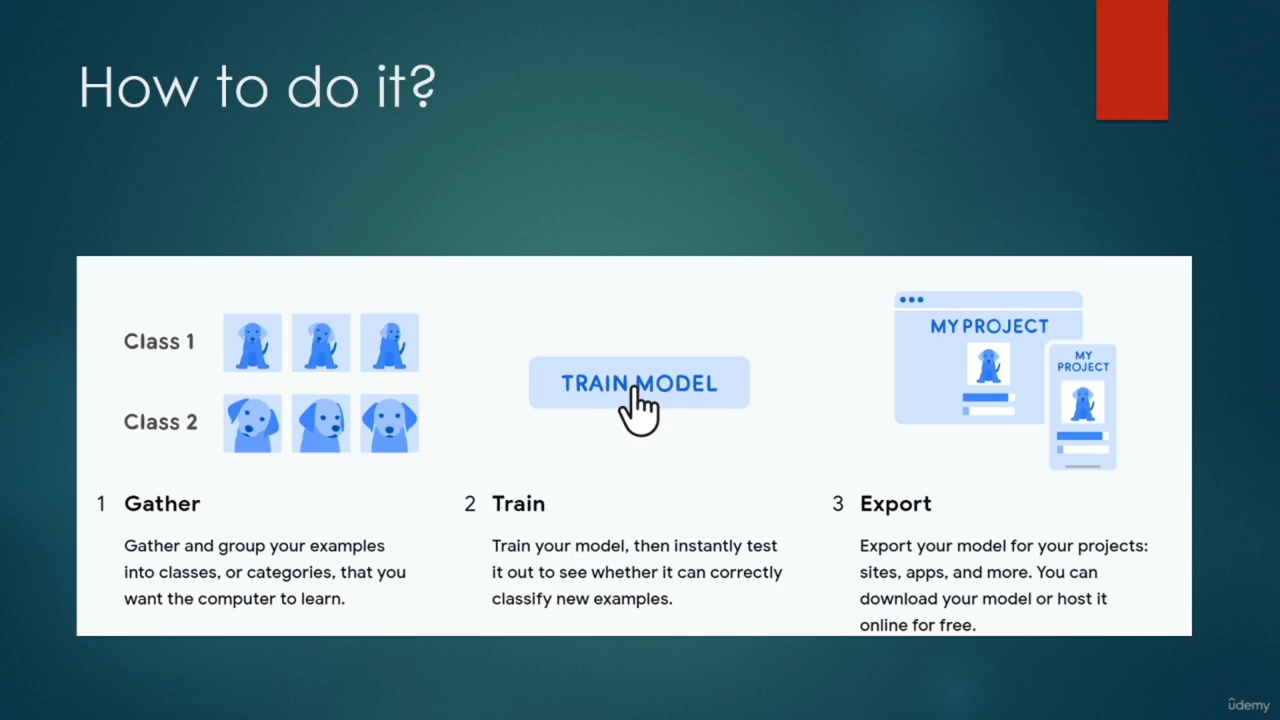 How to do it?
Class 1
Class 2
TRAIN MODEL
MY PROJECT
MY
PROJECT
1 Gather
Gather and group your examples
into classes, or categories, that you
want the computer to learn.
2 Train
Train your model, then instantly test
it out to see whether it can correctly
classify new examples.
3 Export
Export your model for your projects:
sites, apps, and more. You can
download your model or host it
online for free.
ûdemy